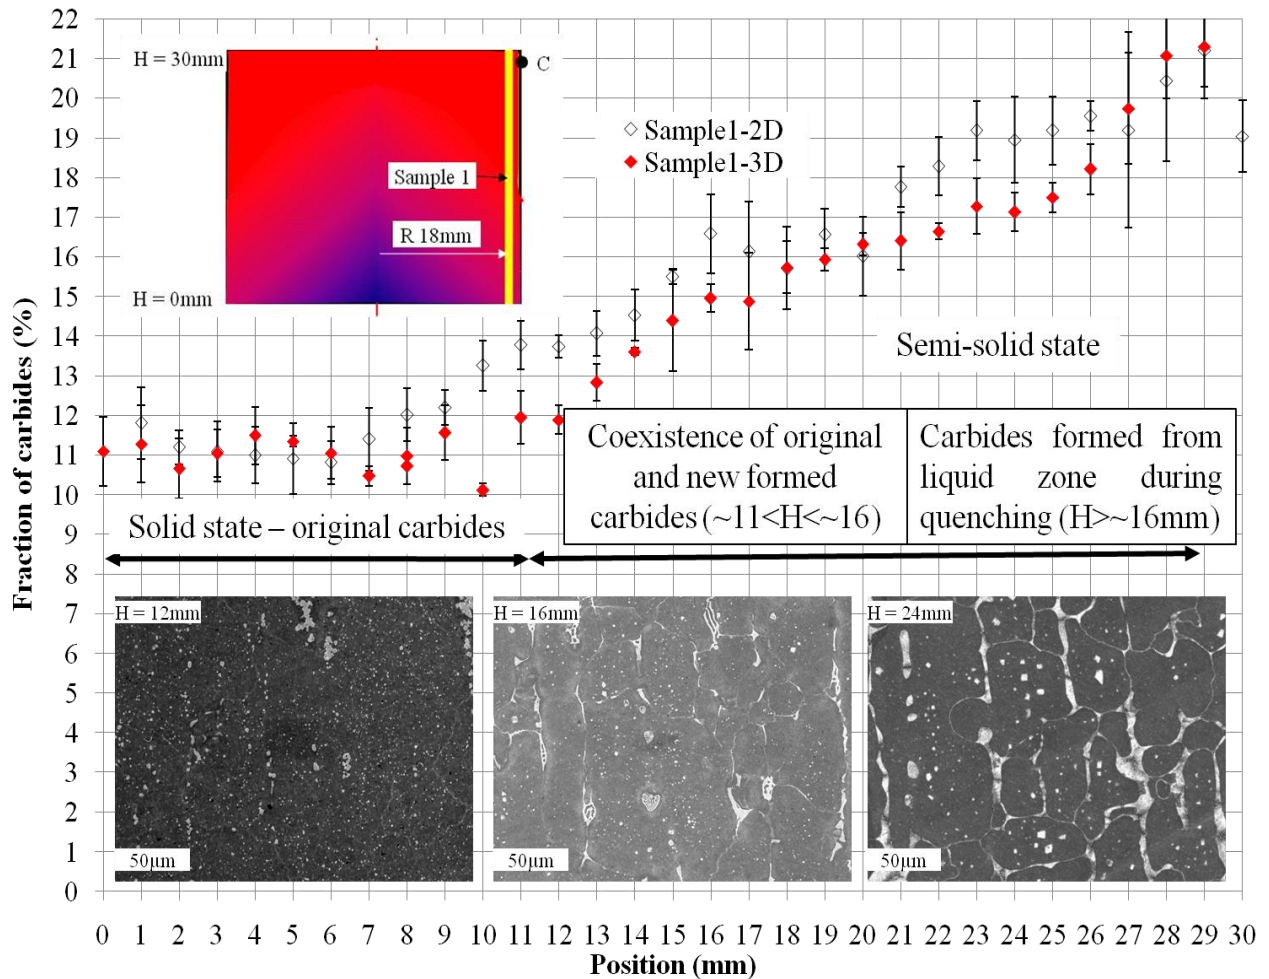 22
21
20
19
18
17
16
15
14
13
12
11
10
9
8
7
6
5
4
3
2
1
0
Fraction of carbides (%)
H = 30mm
C
Sample 1
R 18mm
H = 0mm
Sample1-2D
Sample1-3D
Semi-solid state
Solid state – original carbides
Coexistence of original
and new formed
carbides (~11<H<~16)
Carbides formed from
liquid zone during
quenching (H>~16mm)
H = 12mm
50µm
H = 16mm
50µm
H = 24mm
50µm
0 1 2 3 4 5 6 7 8 9 10 11 12 13 14 15 16 17 18 19 20 21 22 23 24 25 26 27 28 29 30
Position (mm)